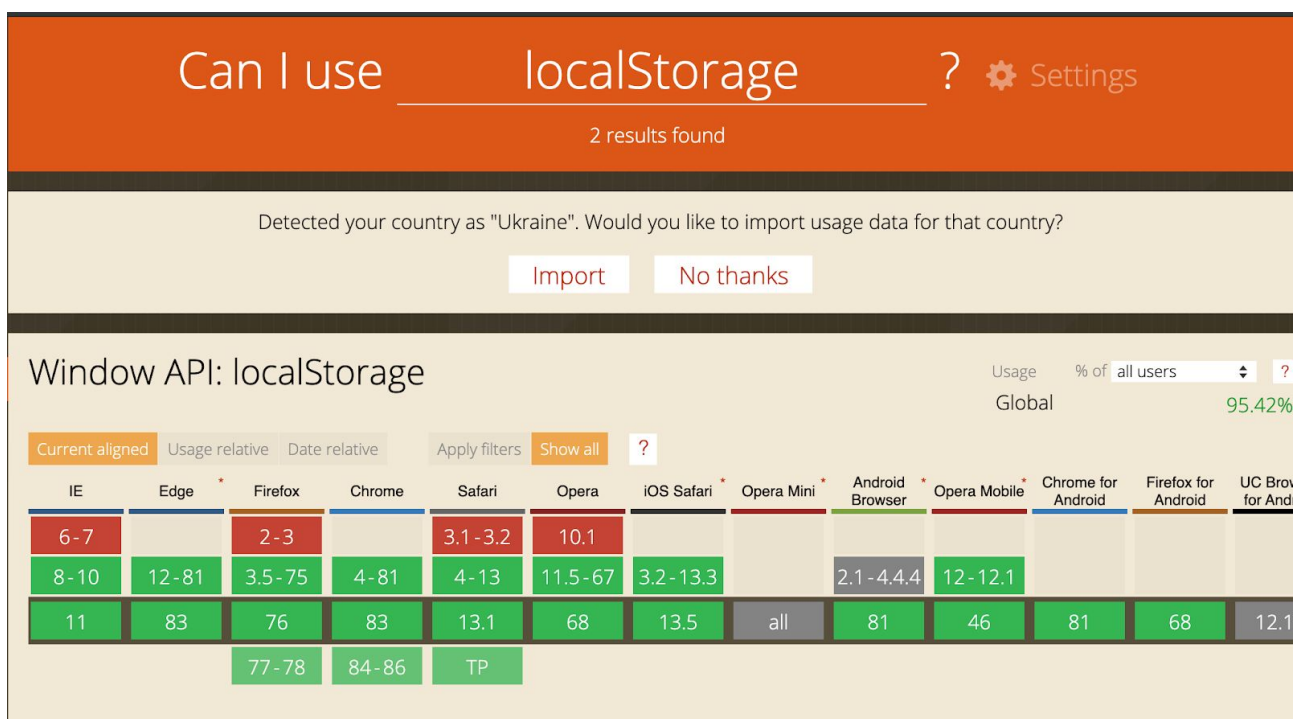 Can I use localStorage ? Settings
2 results found
Detected your country as "Ukraine". Would you like to import usage data for that country?
Import No thanks
Window API: localStorage
Usage % of all users ?
Global 95.42%
Current aligned Usage relative Date relative Apply filters Show all ?
IE Edge * Firefox Chrome Safari Opera iOS Safari * Opera Mini * Android Browser * Opera Mobile * Chrome for Android Firefox for Android UC Brow for Andr
6-7 2-3 3.1-3.2 10.1
8-10 12-81 3.5-75 4-81 4-13 11.5-67 3.2-13.3 2.1-4.4.4 12-12.1
11 83 76 83 13.1 68 13.5 all 81 46 81 68 12.1
77-78 84-86 TP